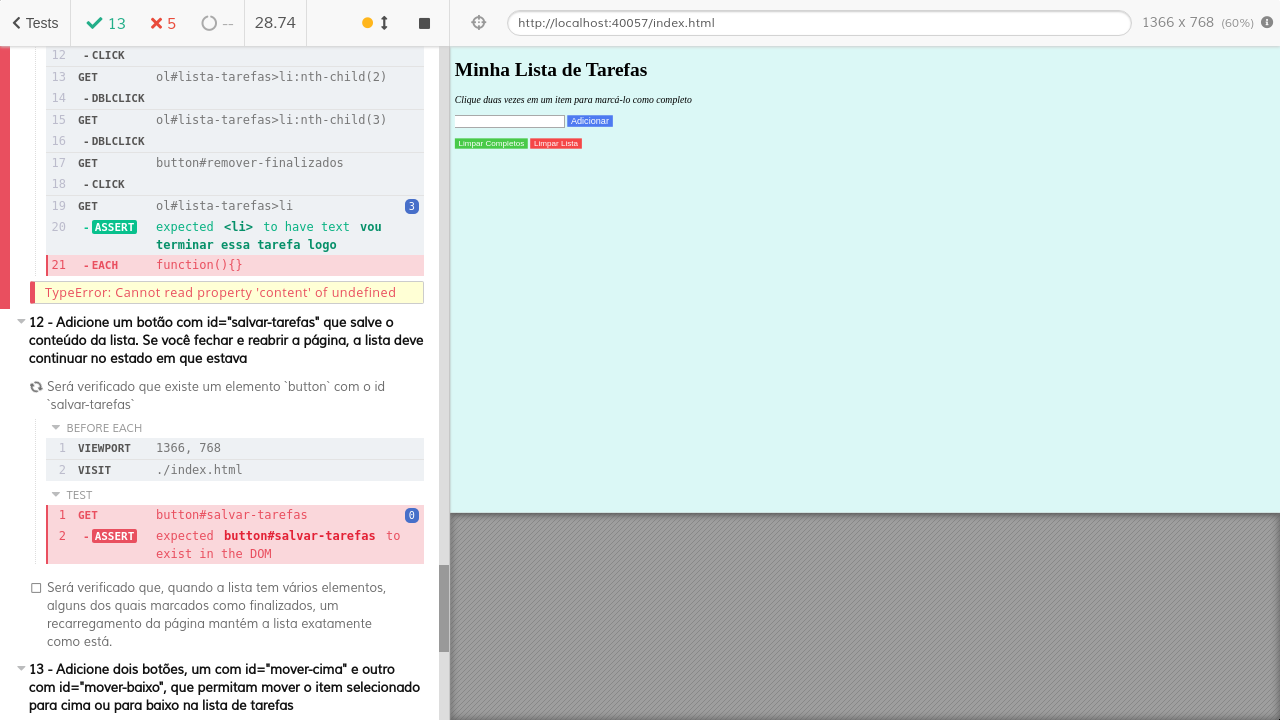 Tests
13
5
--
28.74
http://localhost:40057/index.html
1366 x 768 (60%)
12 - CLICK
13 GET ol#lista-tarefas>li:nth-child(2)
14 - DBLCLICK
15 GET ol#lista-tarefas>li:nth-child(3)
16 - DBLCLICK
17 GET button#remover-finalizados
18 - CLICK
19 GET ol#lista-tarefas>li 3
20 - ASSERT expected <li> to have text vou
terminar essa tarefa logo
21 - EACH function(){}
TypeError: Cannot read property 'content' of undefined
12 - Adicione um botão com id="salvar-tarefas" que salve o
conteúdo da lista. Se você fechar e reabrir a página, a lista deve
continuar no estado em que estava
Será verificado que existe um elemento `button` com o id
`salvar-tarefas`
BEFORE EACH
1 VIEWPORT 1366, 768
2 VISIT ./index.html
TEST
1 GET button#salvar-tarefas 0
2 - ASSERT expected button#salvar-tarefas to
exist in the DOM
Será verificado que, quando a lista tem vários elementos,
alguns dos quais marcados como finalizados, um
recarregamento da página mantém a lista exatamente
como está.
13 - Adicione dois botões, um com id="mover-cima" e outro
com id="mover-baixo", que permitam mover o item selecionado
para cima ou para baixo na lista de tarefas
Minha Lista de Tarefas
Clique duas vezes em um item para marcá-lo como completo
Adicionar
Limpar Completos Limpar Lista